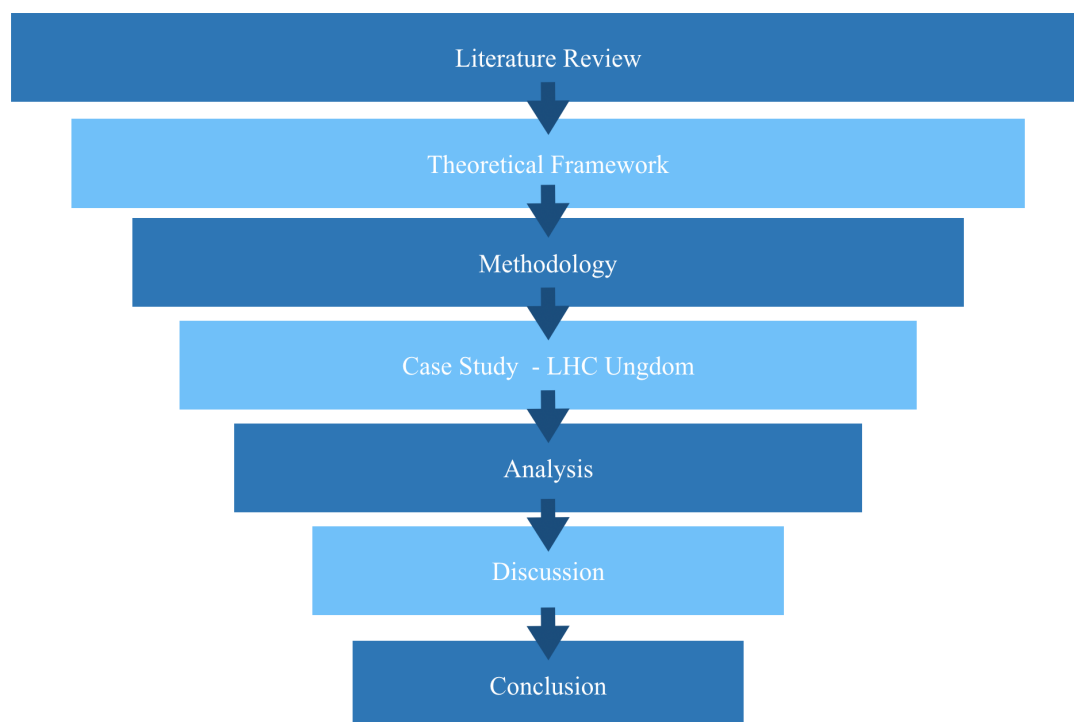 Literature Review
Theoretical Framework
Methodology
Case Study - LHC Ungdom
Analysis
Discussion
Conclusion